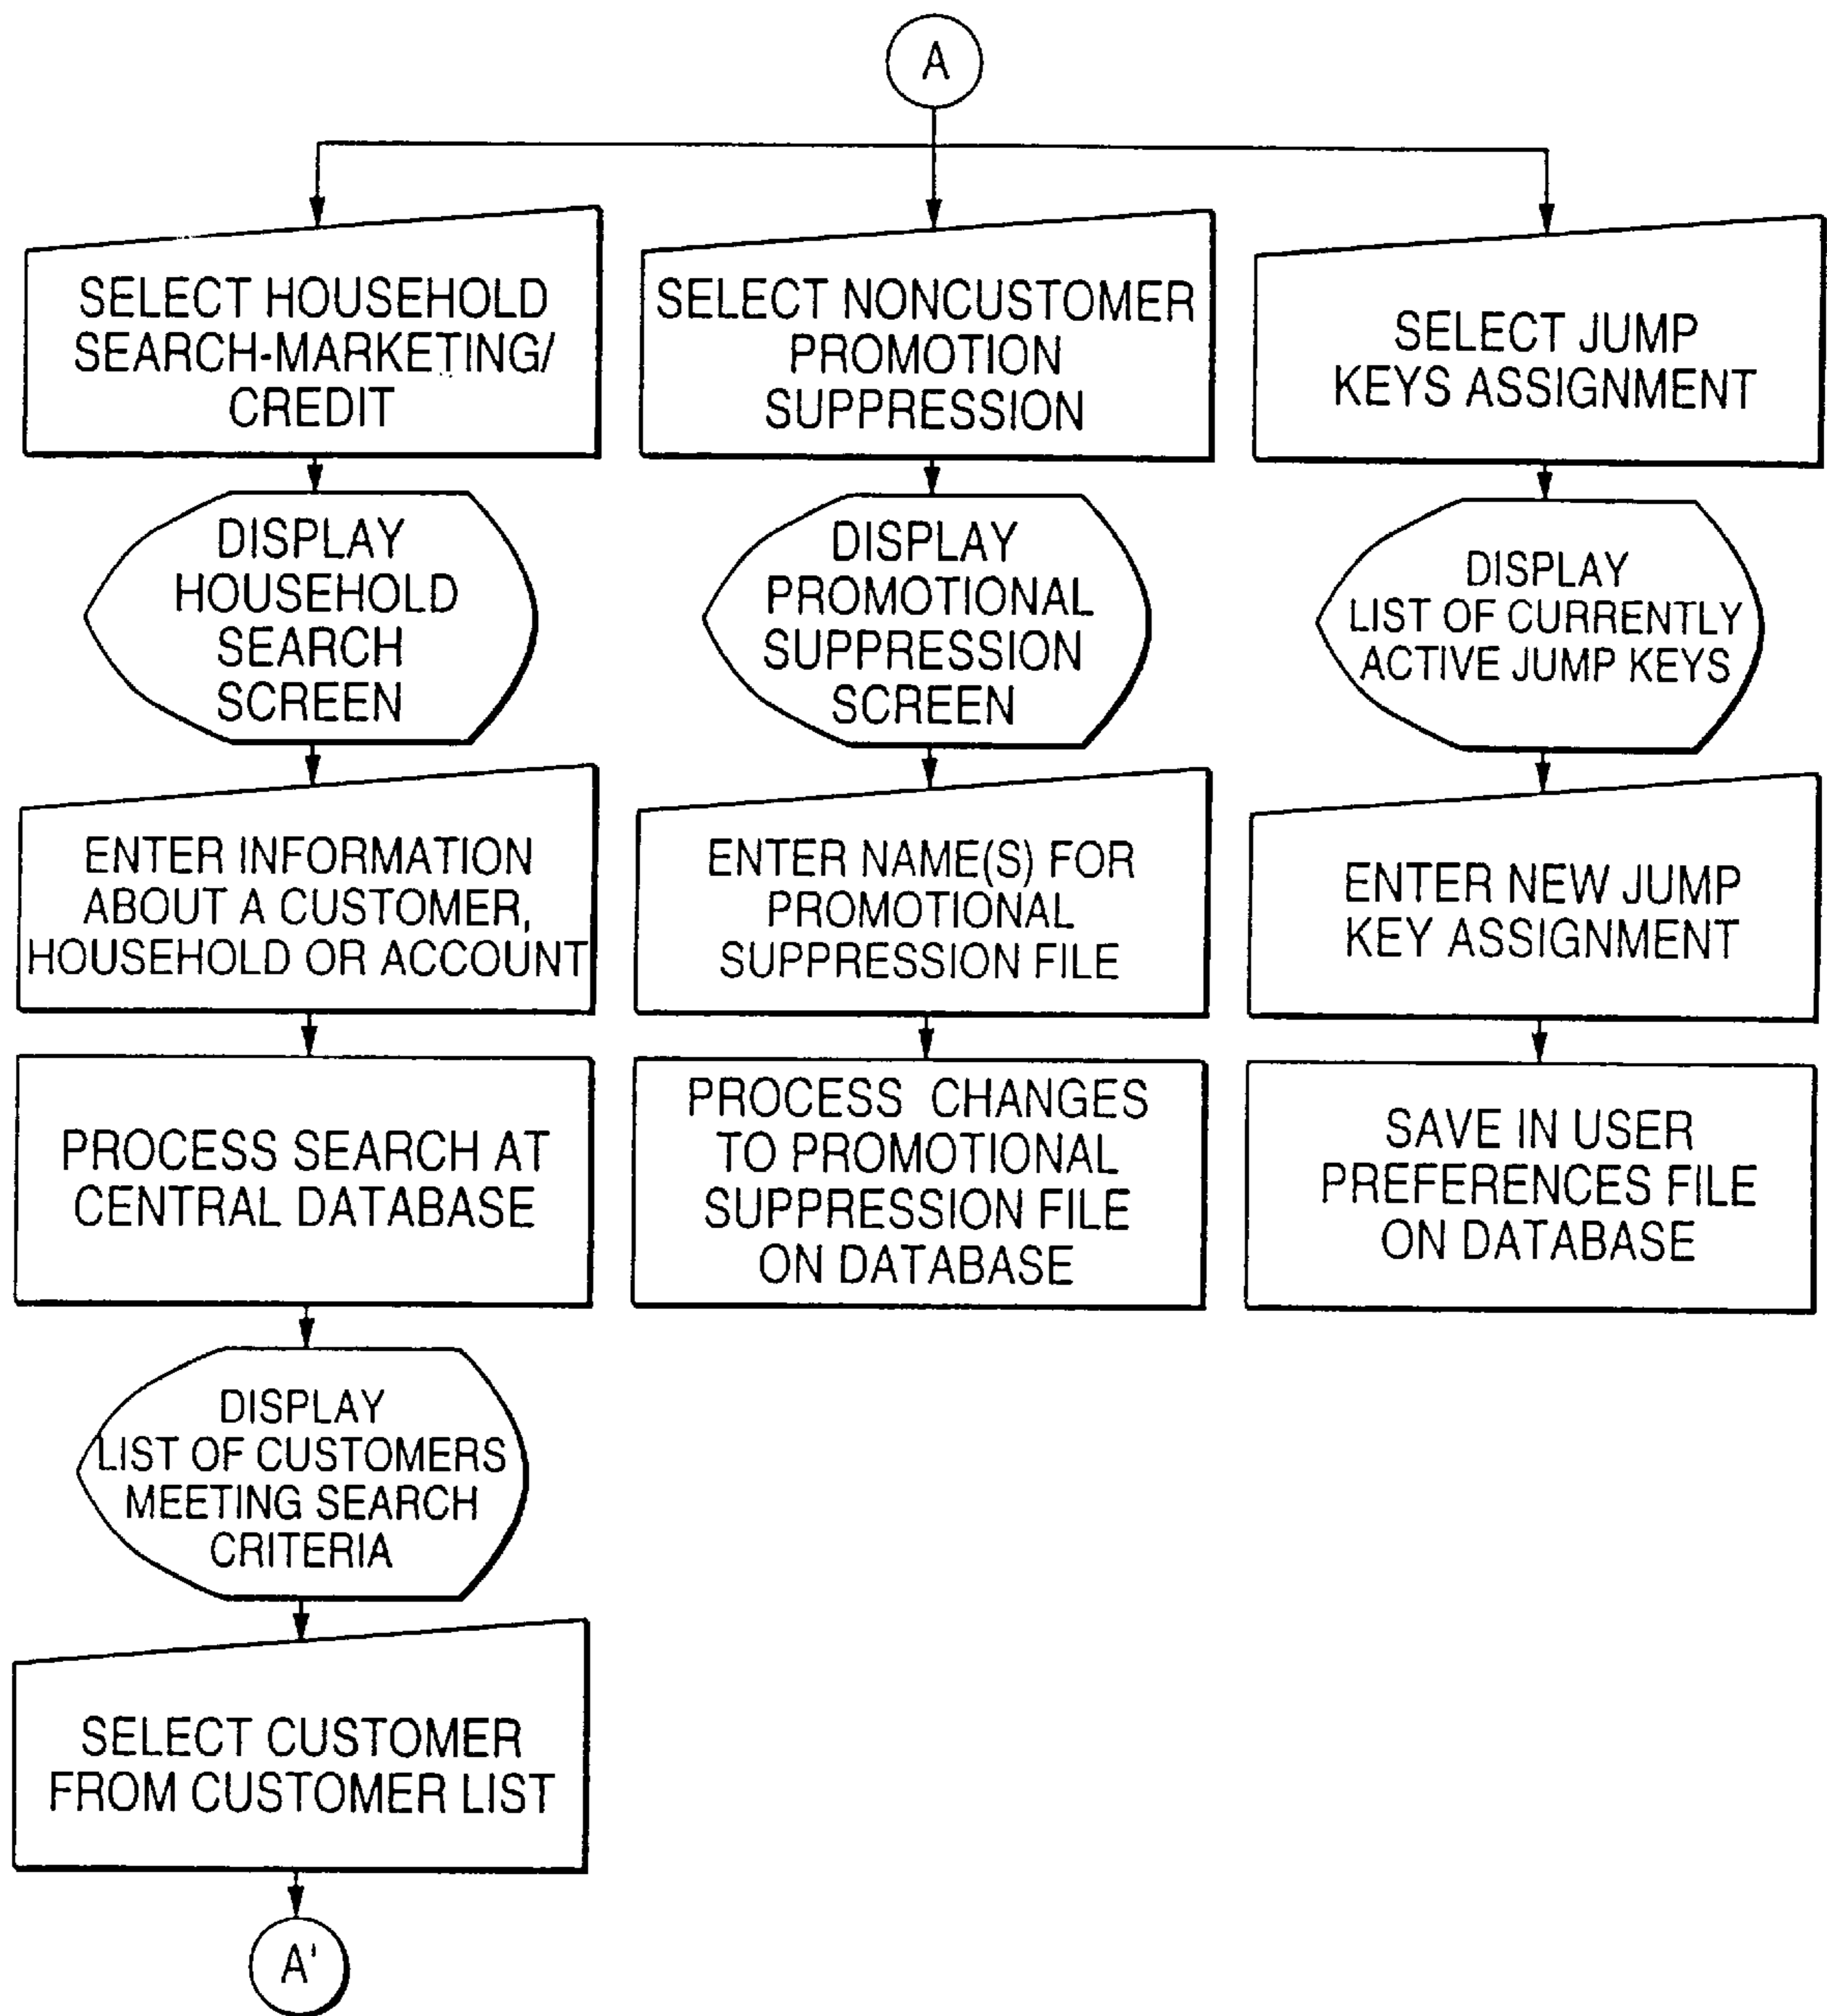 A
SELECT HOUSEHOLD
SEARCH-MARKETING/
CREDIT
DISPLAY
HOUSEHOLD
SEARCH
SCREEN
ENTER INFORMATION
ABOUT A CUSTOMER,
HOUSEHOLD OR ACCOUNT
PROCESS SEARCH AT
CENTRAL DATABASE
DISPLAY
LIST OF CUSTOMERS
MEETING SEARCH
CRITERIA
SELECT CUSTOMER
FROM CUSTOMER LIST
A'
SELECT NONCUSTOMER
PROMOTION
SUPPRESSION
DISPLAY
PROMOTIONAL
SUPPRESSION
SCREEN
ENTER NAME(S) FOR
PROMOTIONAL
SUPPRESSION FILE
PROCESS CHANGES
TO PROMOTIONAL
SUPPRESSION FILE
ON DATABASE
SELECT JUMP
KEYS ASSIGNMENT
DISPLAY
LIST OF CURRENTLY
ACTIVE JUMP KEYS
ENTER NEW JUMP
KEY ASSIGNMENT
SAVE IN USER
PREFERENCES FILE
ON DATABASE